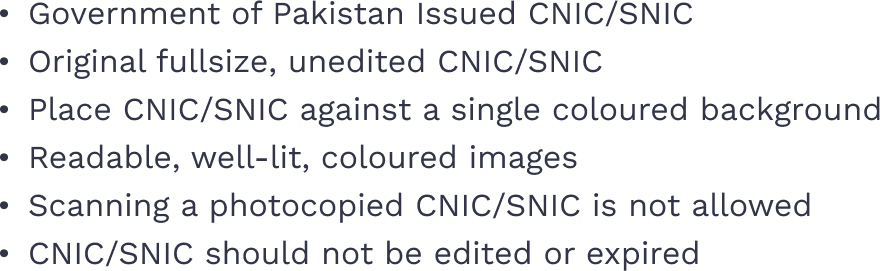 • Government of Pakistan Issued CNIC/SNIC
• Original fullsize, unedited CNIC/SNIC
• Place CNIC/SNIC against a single coloured background
• Readable, well-lit, coloured images
• Scanning a photocopied CNIC/SNIC is not allowed
• CNIC/SNIC should not be edited or expired